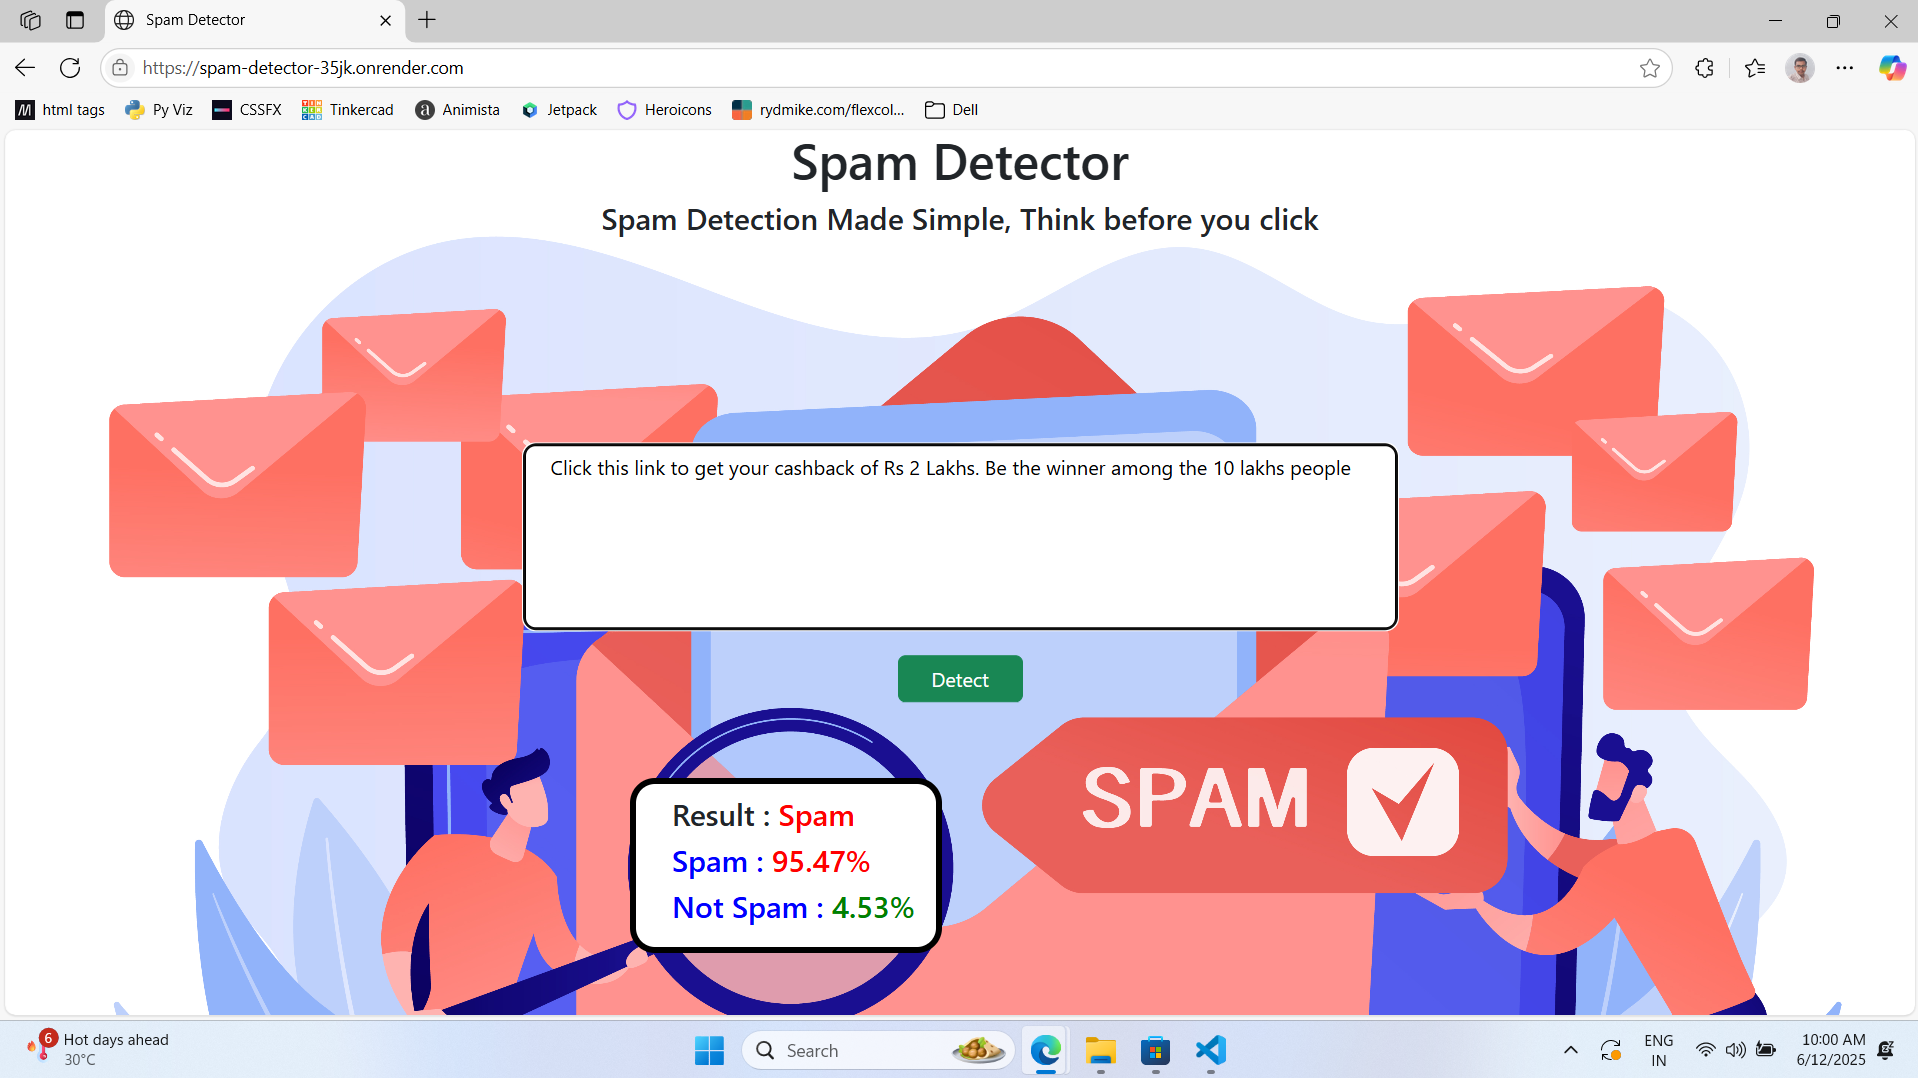 Spam Detector
https://spam-detector-35jk.onrender.com
html tags
Py Viz
CSSFX
Tinkercad
Animista
Jetpack
Heroicons
rydmike.com/flexcol...
Dell
Spam Detector
Spam Detection Made Simple, Think before you click
Click this link to get your cashback of Rs 2 Lakhs. Be the winner among the 10 lakhs people
Detect
SPAM
Result : Spam
Spam : 95.47%
Not Spam : 4.53%
6
Hot days ahead
30°C
Search
ENG
IN
10:00 AM
6/12/2025